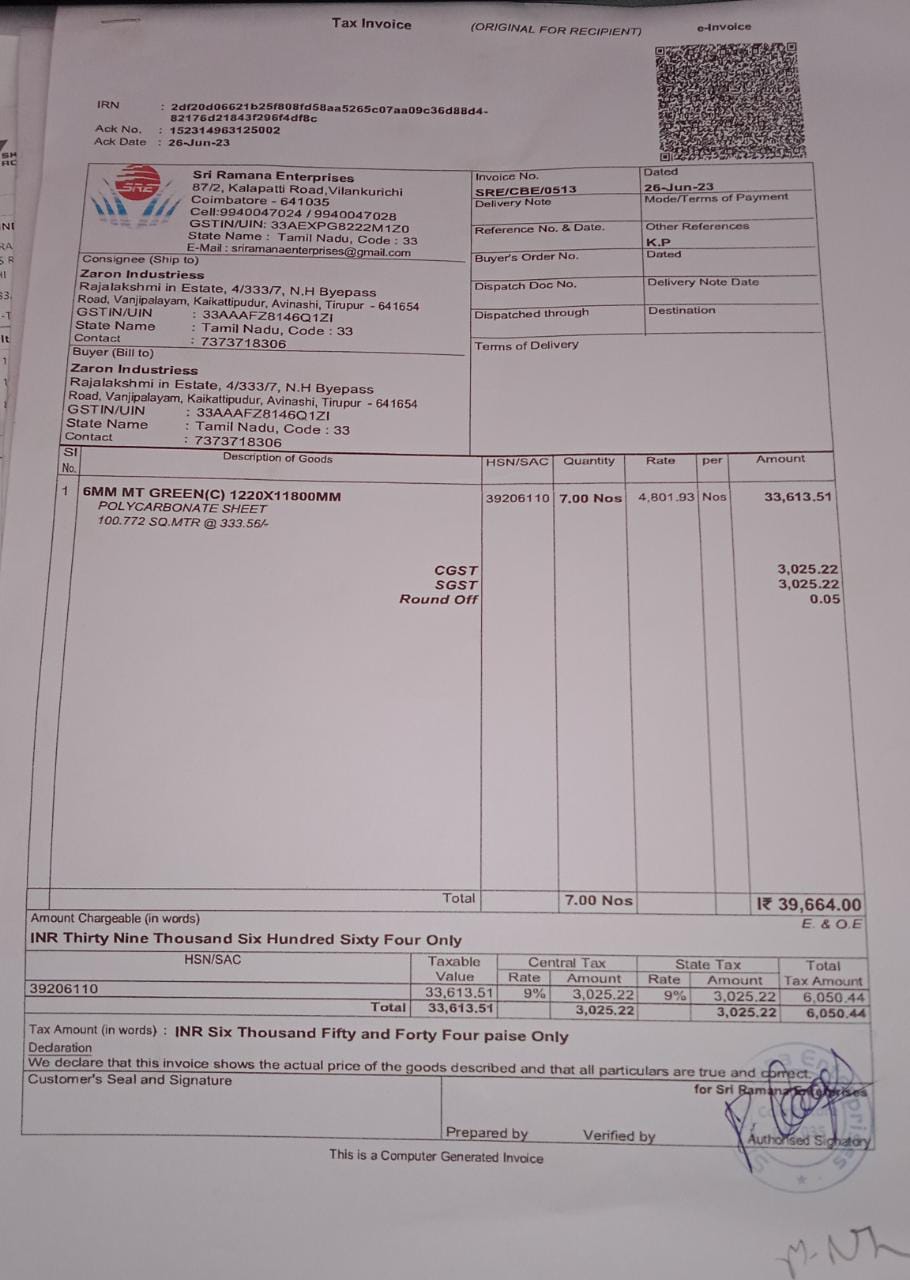 Tax Invoice
(ORIGINAL FOR RECIPIENT)
e-Invoice
IRN : 2df20d06621b25f808fd58aa5265c07aa09c36d88d4-
82176d21843f296f4df8c
Ack No. : 152314963125002
Ack Date : 26-Jun-23
SRE
Sri Ramana Enterprises
87/2, Kalapatti Road,Vilankurichi
Coimbatore - 641035
Cell:9940047024 / 9940047028
GSTIN/UIN: 33AEXPG8222M1Z0
State Name : Tamil Nadu, Code : 33
E-Mail : sriramanaenterprises@gmail.com
Invoice No.
SRE/CBE/0513
Dated
26-Jun-23
Delivery Note
Mode/Terms of Payment
Reference No. & Date.
Other References
K.P
Buyer's Order No.
Dated
Dispatch Doc No.
Delivery Note Date
Dispatched through
Destination
Terms of Delivery
Consignee (Ship to)
Zaron Industriess
Rajalakshmi in Estate, 4/333/7, N.H Byepass
Road, Vanjipalayam, Kaikattipudur, Avinashi, Tirupur - 641654
GSTIN/UIN : 33AAAFZ8146Q1ZI
State Name : Tamil Nadu, Code : 33
Contact : 7373718306
Buyer (Bill to)
Zaron Industriess
Rajalakshmi in Estate, 4/333/7, N.H Byepass
Road, Vanjipalayam, Kaikattipudur, Avinashi, Tirupur - 641654
GSTIN/UIN : 33AAAFZ8146Q1ZI
State Name : Tamil Nadu, Code : 33
Contact : 7373718306
Sl No. Description of Goods HSN/SAC Quantity Rate per Amount
1 6MM MT GREEN(C) 1220X11800MM 39206110 7.00 Nos 4,801.93 Nos 33,613.51
POLYCARBONATE SHEET
100.772 SQ.MTR @ 333.56/-
CGST 3,025.22
SGST 3,025.22
Round Off 0.05
Total 7.00 Nos I₹ 39,664.00
Amount Chargeable (in words) E. & O.E
INR Thirty Nine Thousand Six Hundred Sixty Four Only
HSN/SAC Taxable Value Central Tax State Tax Total Tax Amount
Rate Amount Rate Amount
39206110 33,613.51 9% 3,025.22 9% 3,025.22 6,050.44
Total 33,613.51 3,025.22 3,025.22 6,050.44
Tax Amount (in words) : INR Six Thousand Fifty and Forty Four paise Only
Declaration
We declare that this invoice shows the actual price of the goods described and that all particulars are true and correct.
Customer's Seal and Signature
for Sri Ramana Enterprises
Prepared by Verified by Authorised Signatory
This is a Computer Generated Invoice